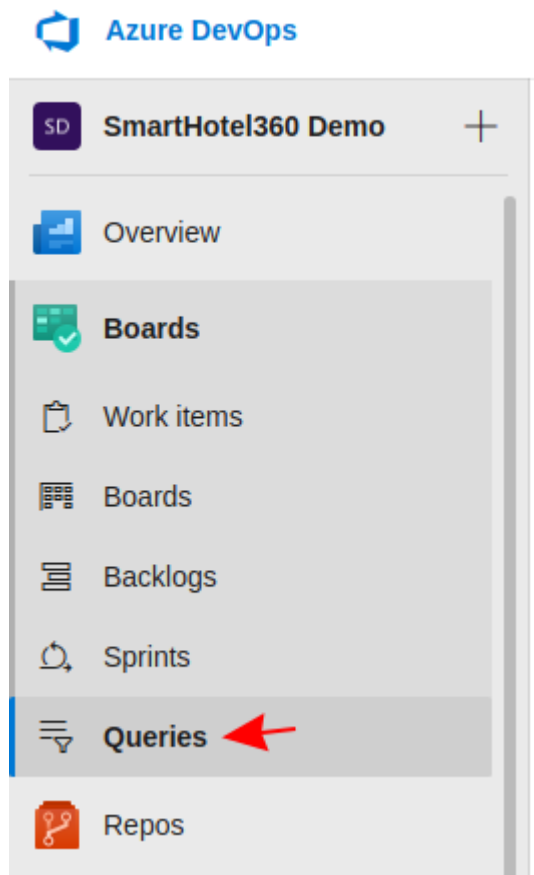 Azure DevOps
SD SmartHotel360 Demo
Overview
Boards
Work items
Boards
Backlogs
Sprints
Queries
Repos